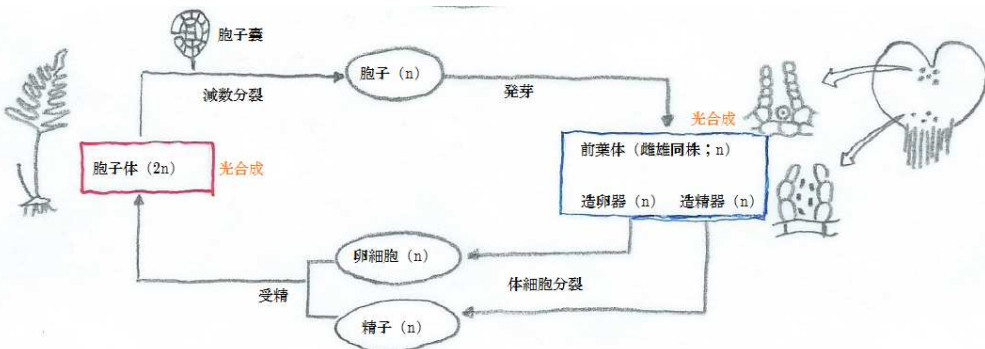 胞子嚢
胞子（n）
減数分裂
発芽
光合成
前葉体（雌雄同株；n）
胞子体（2n）
光合成
造卵器（n）　造精器（n）
卵細胞（n）
体細胞分裂
受精
精子（n）